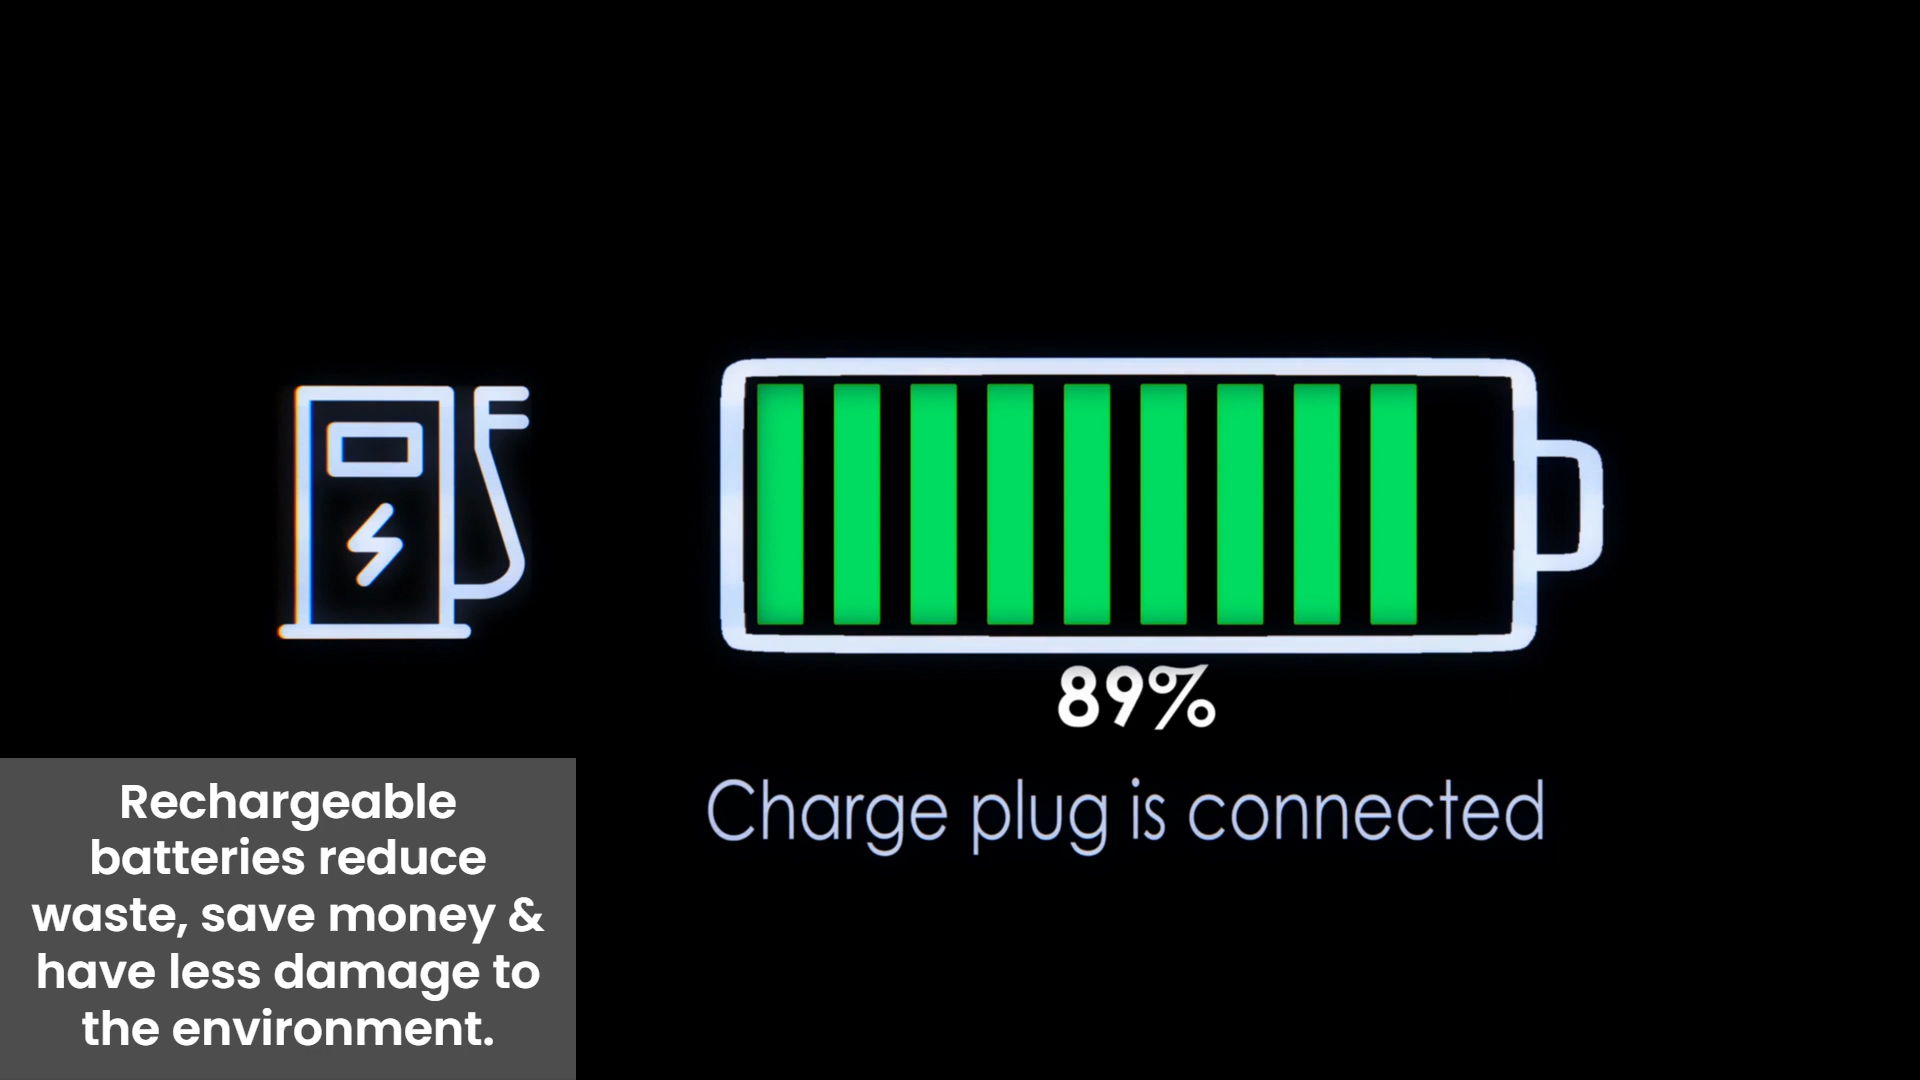 89%
Charge plug is connected
Rechargeable
batteries reduce
waste, save money &
have less damage to
the environment.